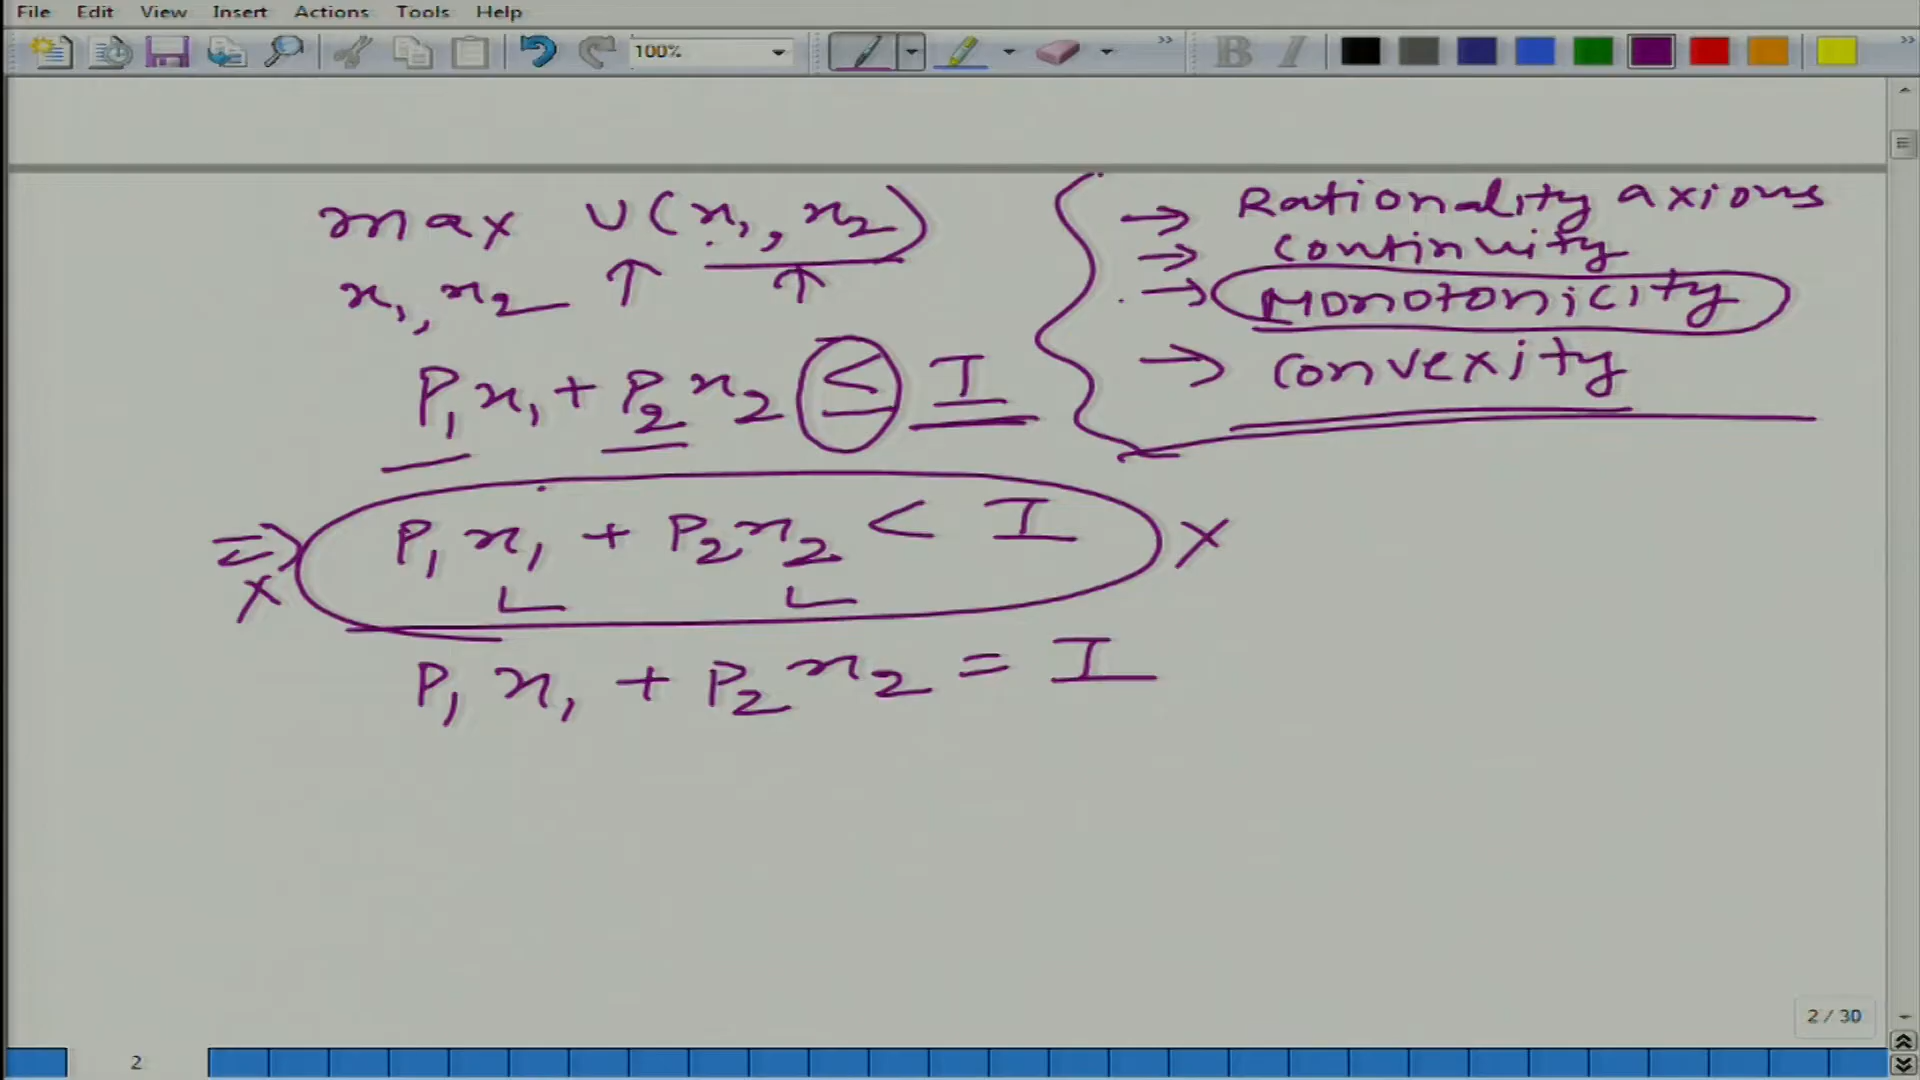 File Edit View Insert Actions Tools Help
100% B I
max U(x1, x2)
x1, x2
P1x1 + P2x2 ≤ I
→ Rationality axioms
→ continuity
→ Monotonicity
→ convexity
⇒ P1x1 + P2x2 < I X
X
P1x1 + P2x2 = I
2 / 30
2